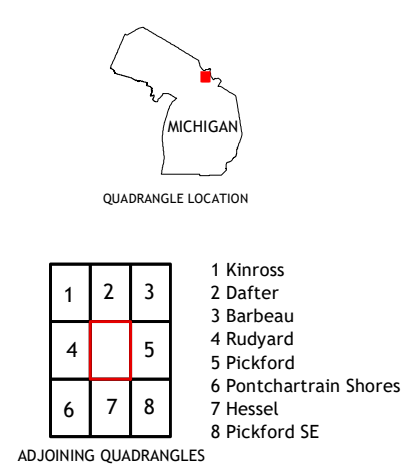 MICHIGAN
QUADRANGLE LOCATION
1 2 3
4 5
6 7 8
1 Kinross
2 Dafter
3 Barbeau
4 Rudyard
5 Pickford
6 Pontchartrain Shores
7 Hessel
8 Pickford SE
ADJOINING QUADRANGLES